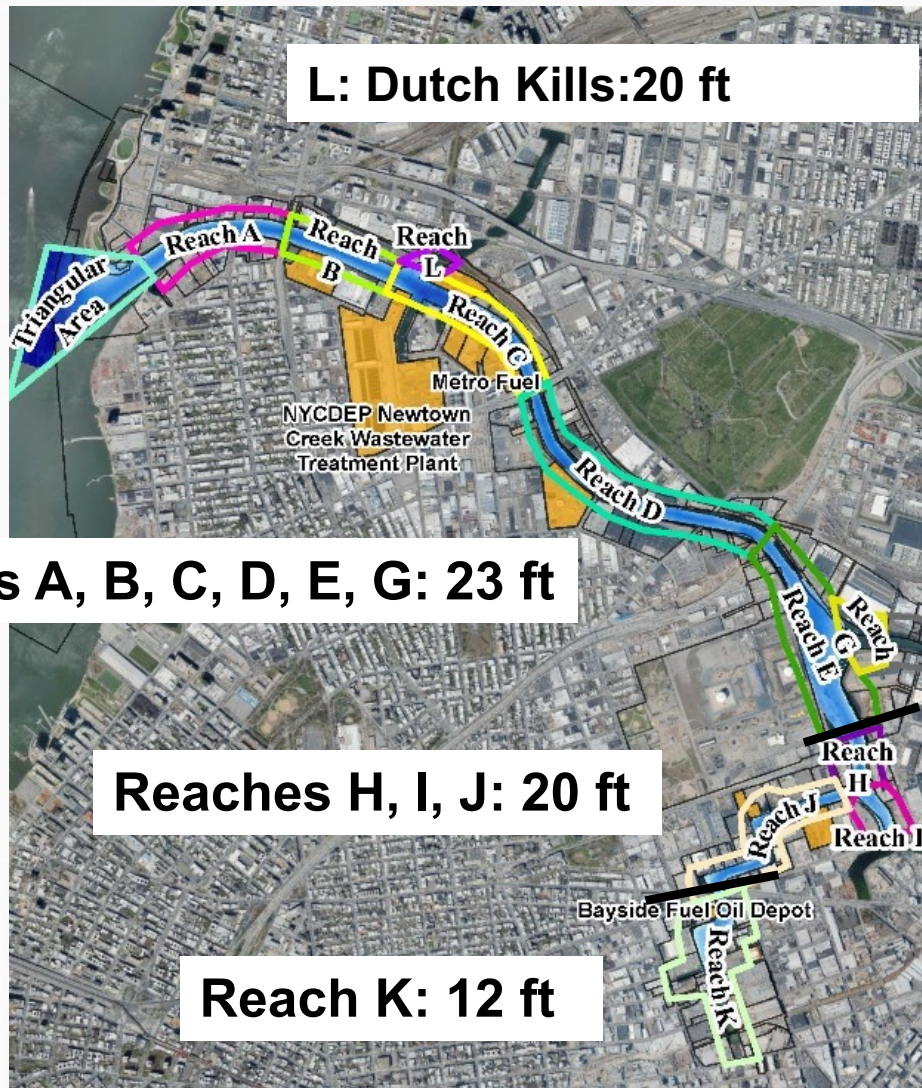 L: Dutch Kills:20 ft
Reach A
Reach
B
Reach
L
Triangular
Area
Reach C
Metro Fuel
NYCDEP Newtown
Creek Wastewater
Treatment Plant
Reach D
s A, B, C, D, E, G: 23 ft
Reach E
Reach
G
Reach
H
Reaches H, I, J: 20 ft
Reach J
Reach I
Bayside Fuel Oil Depot
Reach K
Reach K: 12 ft